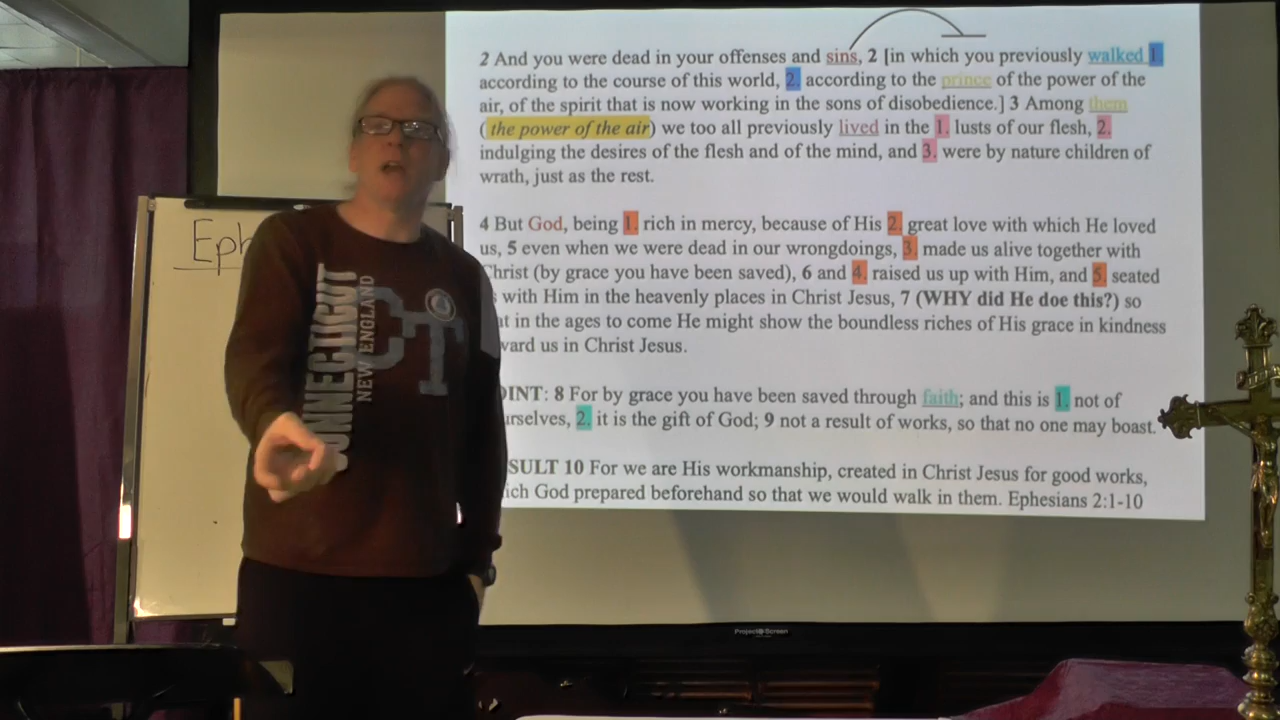 2 And you were dead in your offenses and sins, 2 [in which you previously walked 1.
according to the course of this world, 2. according to the prince of the power of the
air, of the spirit that is now working in the sons of disobedience.] 3 Among them
(the power of the air) we too all previously lived in the 1. lusts of our flesh, 2.
indulging the desires of the flesh and of the mind, and 3. were by nature children of
wrath, just as the rest.
4 But God, being 1. rich in mercy, because of His 2. great love with which He loved
us, 5 even when we were dead in our wrongdoings, 3. made us alive together with
Christ (by grace you have been saved), 6 and 4. raised us up with Him, and 5. seated
with Him in the heavenly places in Christ Jesus, 7 (WHY did He doe this?) so
at in the ages to come He might show the boundless riches of His grace in kindness
ward us in Christ Jesus.
OINT: 8 For by grace you have been saved through faith; and this is 1. not of
urselves, 2. it is the gift of God; 9 not a result of works, so that no one may boast.
SULT 10 For we are His workmanship, created in Christ Jesus for good works,
ich God prepared beforehand so that we would walk in them. Ephesians 2:1-10
Eph
CONNECTICUT
NEW ENGLAND
CT
Project Screen